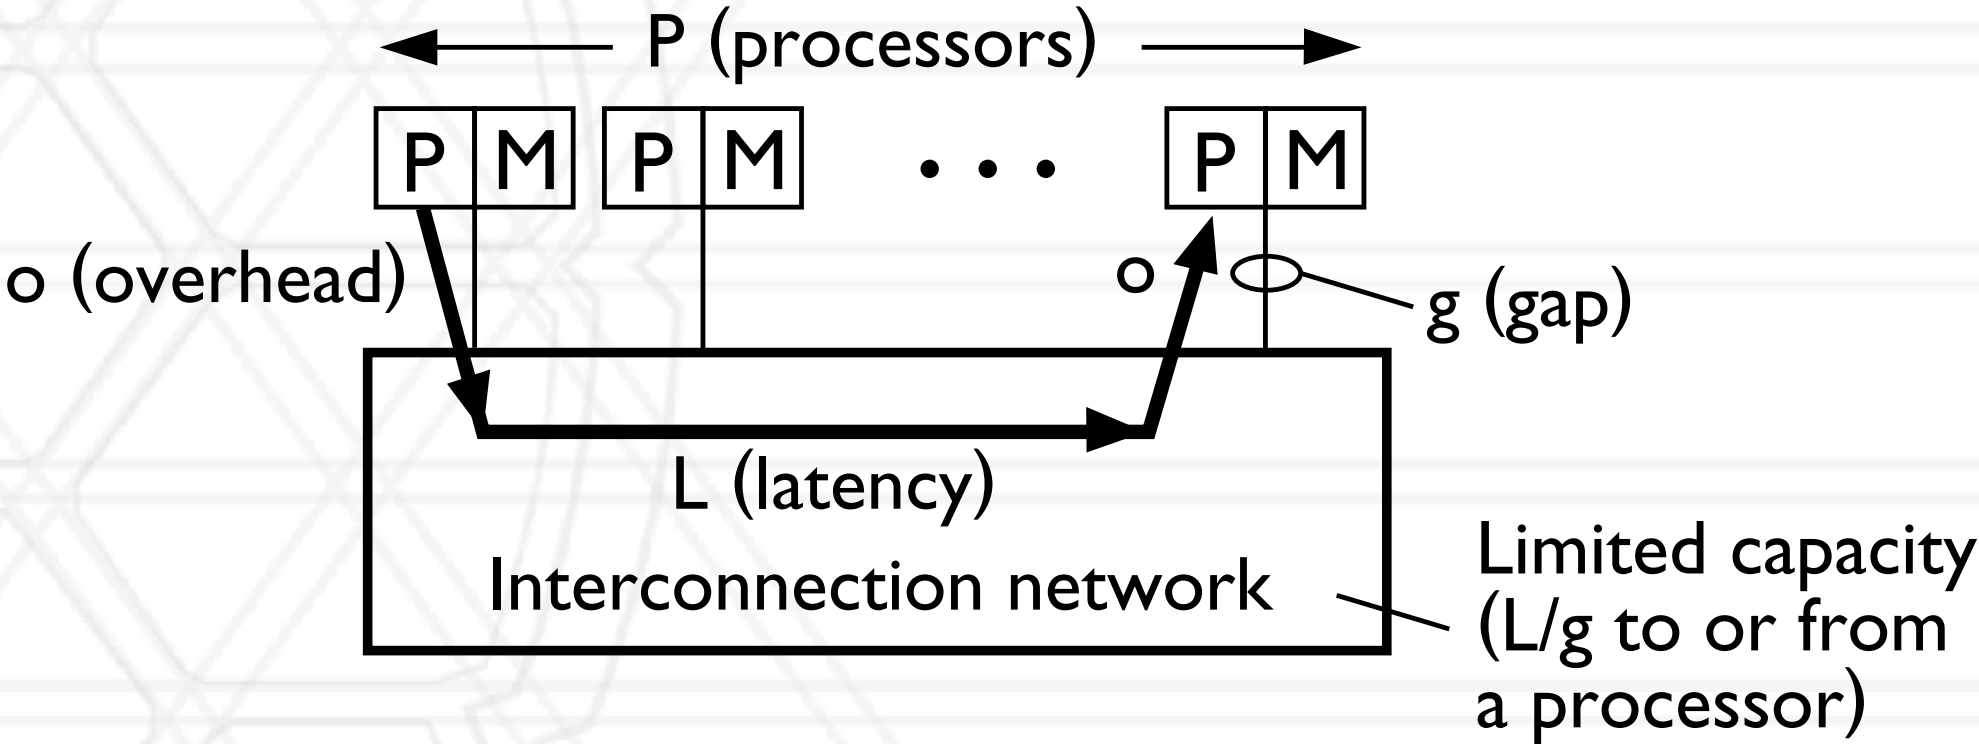 P (processors)
P M P M • • • P M
o (overhead)
o
g (gap)
L (latency)
Interconnection network
Limited capacity
(L/g to or from
a processor)